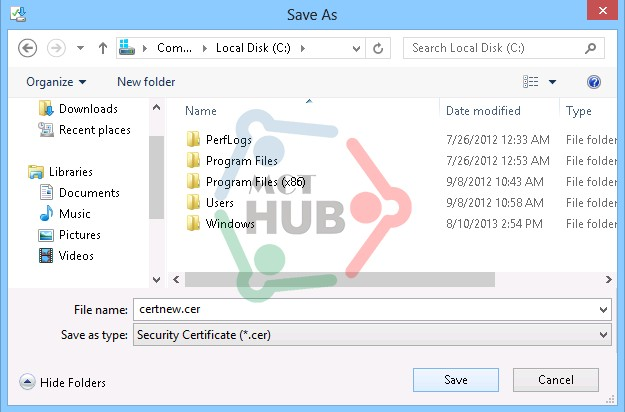 Save As
Com... Local Disk (C:) Search Local Disk (C:)
Organize New folder
Downloads
Recent places
Libraries
Documents
Music
Pictures
Videos
Name Date modified Type
PerfLogs 7/26/2012 12:33 AM File folder
Program Files 7/26/2012 12:53 AM File folder
Program Files (x86) 9/8/2012 10:43 AM File folder
Users 9/8/2012 10:58 AM File folder
Windows 8/10/2013 2:54 PM File folder
MCT
HUB
File name: certnew.cer
Save as type: Security Certificate (*.cer)
Hide Folders Save Cancel